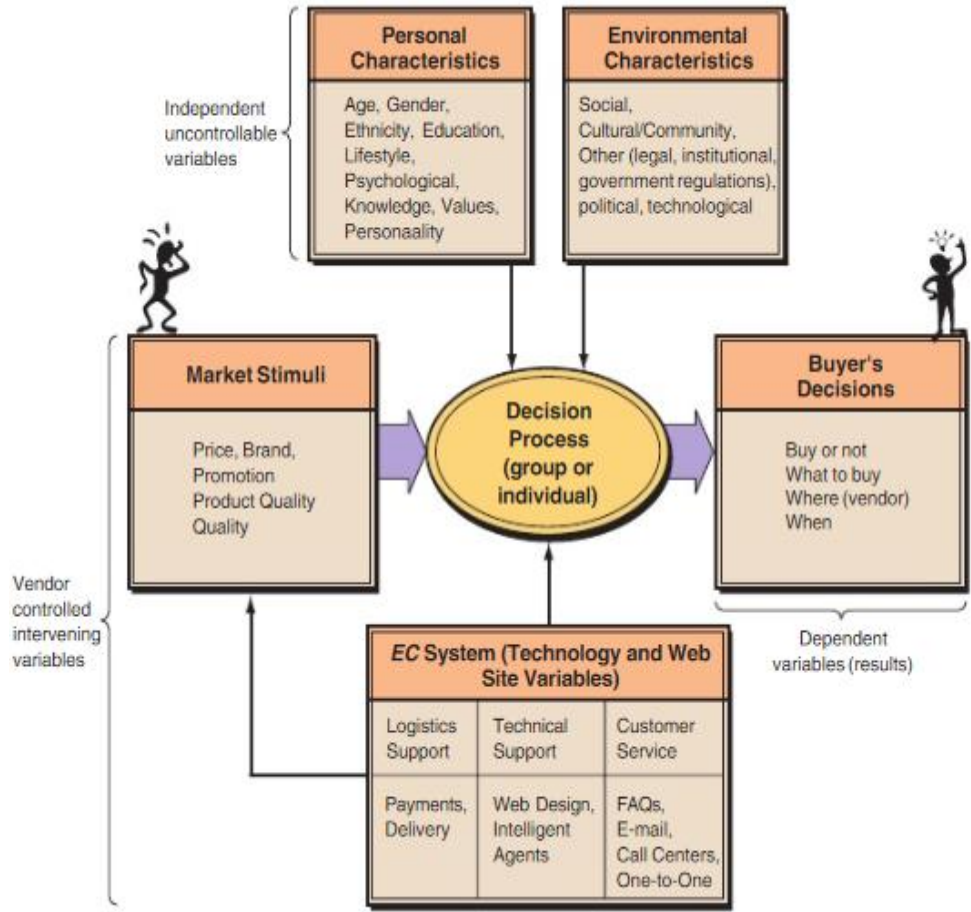 Personal
Characteristics
Age, Gender,
Ethnicity, Education,
Lifestyle,
Psychological,
Knowledge, Values,
Personaality
Environmental
Characteristics
Social,
Cultural/Community,
Other (legal, institutional,
government regulations),
political, technological
Independent
uncontrollable
variables
Market Stimuli
Price, Brand,
Promotion
Product Quality
Quality
Decision
Process
(group or
individual)
Buyer's
Decisions
Buy or not
What to buy
Where (vendor)
When
Vendor
controlled
intervening
variables
Dependent
variables (results)
EC System (Technology and Web
Site Variables)
Logistics
Support
Technical
Support
Customer
Service
Payments,
Delivery
Web Design,
Intelligent
Agents
FAQs,
E-mail,
Call Centers,
One-to-One